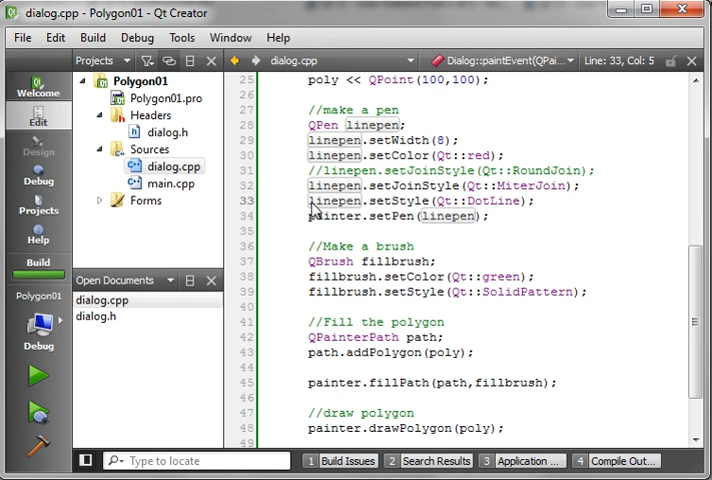 dialog.cpp - Polygon01 - Qt Creator
File Edit Build Debug Analyze Tools Window Help
Projects
dialog.cpp
Dialog::paintEvent(QPai...
Line: 33, Col: 5
Welcome
Edit
Design
Debug
Projects
Help
Build
Polygon01
Debug
Polygon01
Polygon01.pro
Headers
dialog.h
Sources
dialog.cpp
main.cpp
Forms
Open Documents
dialog.cpp
dialog.h
25 poly << QPoint(100,100);
26
27 //make a pen
28 QPen linepen;
29 linepen.setWidth(8);
30 linepen.setColor(Qt::red);
31 //linepen.setJoinStyle(Qt::RoundJoin);
32 linepen.setJoinStyle(Qt::MiterJoin);
33 linepen.setStyle(Qt::DotLine);
34 painter.setPen(linepen);
35
36 //Make a brush
37 QBrush fillbrush;
38 fillbrush.setColor(Qt::green);
39 fillbrush.setStyle(Qt::SolidPattern);
40
41 //Fill the polygon
42 QPainterPath path;
43 path.addPolygon(poly);
44
45 painter.fillPath(path,fillbrush);
46
47 //draw polygon
48 painter.drawPolygon(poly);
49
Type to locate
1 Build Issues
2 Search Results
3 Application ...
4 Compile Out...